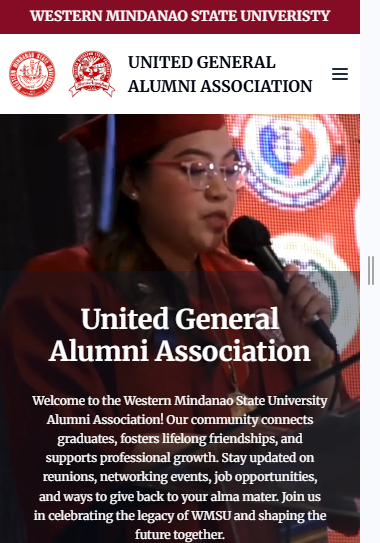 WESTERN MINDANAO STATE UNIVERISTY
UNITED GENERAL
ALUMNI ASSOCIATION
United General
Alumni Association
Welcome to the Western Mindanao State University
Alumni Association! Our community connects
graduates, fosters lifelong friendships, and
supports professional growth. Stay updated on
reunions, networking events, job opportunities,
and ways to give back to your alma mater. Join us
in celebrating the legacy of WMSU and shaping the
future together.